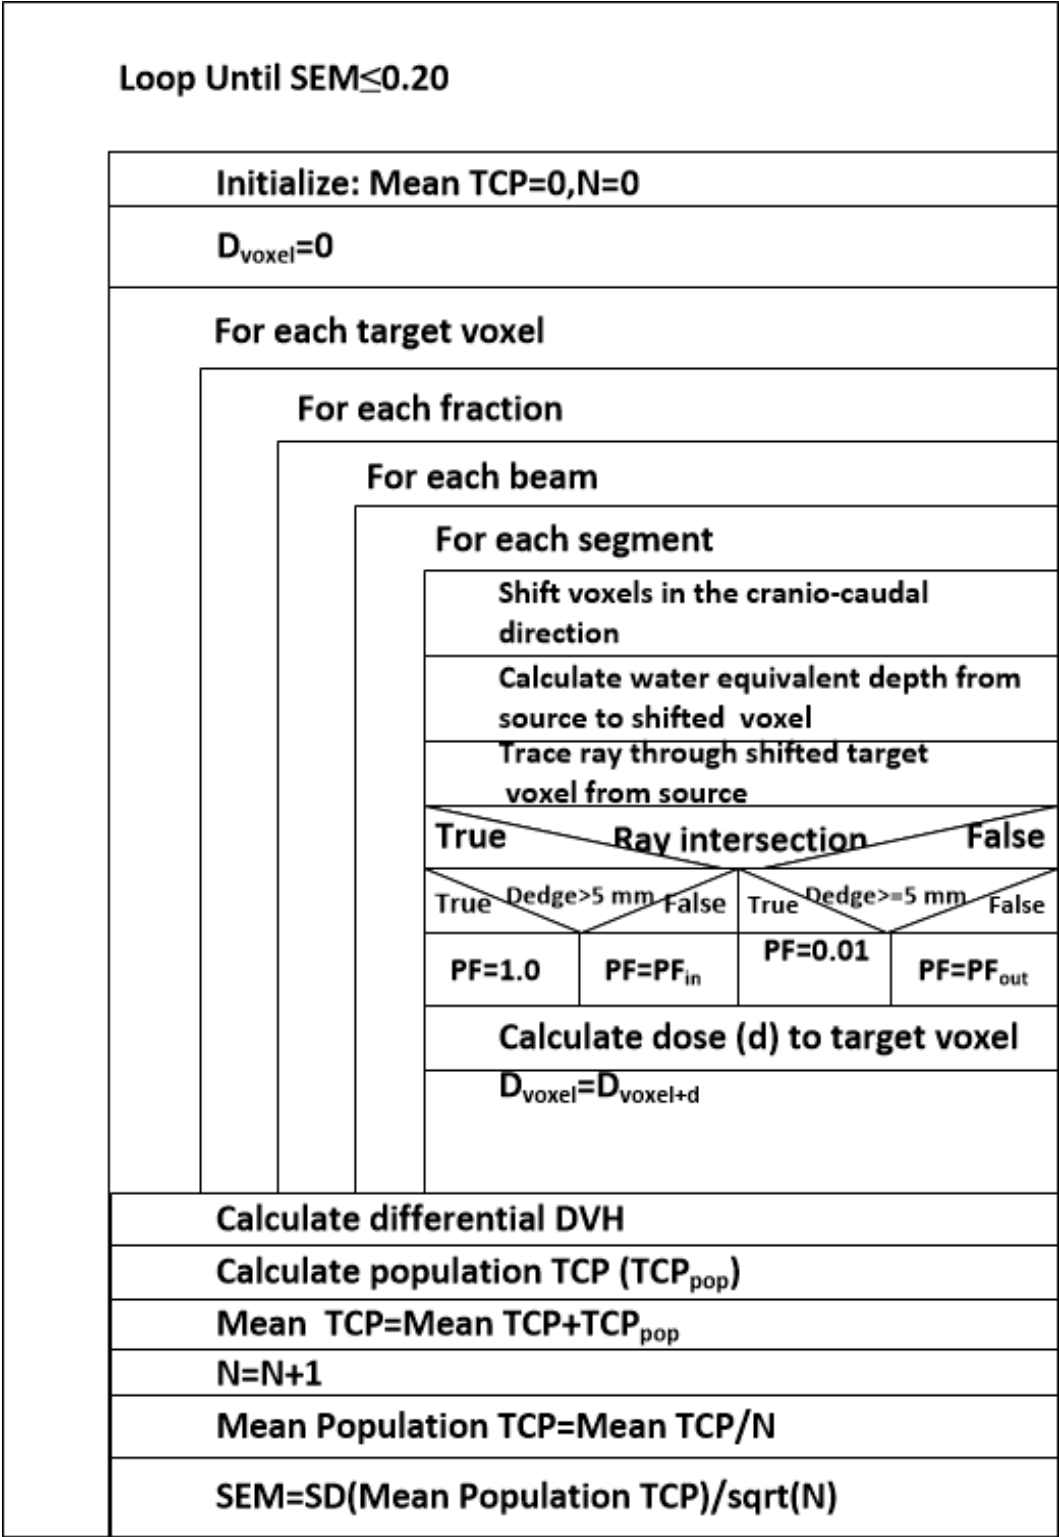 Loop Until SEM≤0.20
Initialize: Mean TCP=0,N=0
Dvoxel=0
For each target voxel
For each fraction
For each beam
For each segment
Shift voxels in the cranio-caudal
direction
Calculate water equivalent depth from
source to shifted voxel
Trace ray through shifted target
voxel from source
True Ray intersection False
True Dedge>5 mm False True Dedge>=5 mm False
PF=1.0 PF=PFin PF=0.01 PF=PFout
Calculate dose (d) to target voxel
Dvoxel=Dvoxel+d
Calculate differential DVH
Calculate population TCP (TCPpop)
Mean TCP=Mean TCP+TCPpop
N=N+1
Mean Population TCP=Mean TCP/N
SEM=SD(Mean Population TCP)/sqrt(N)